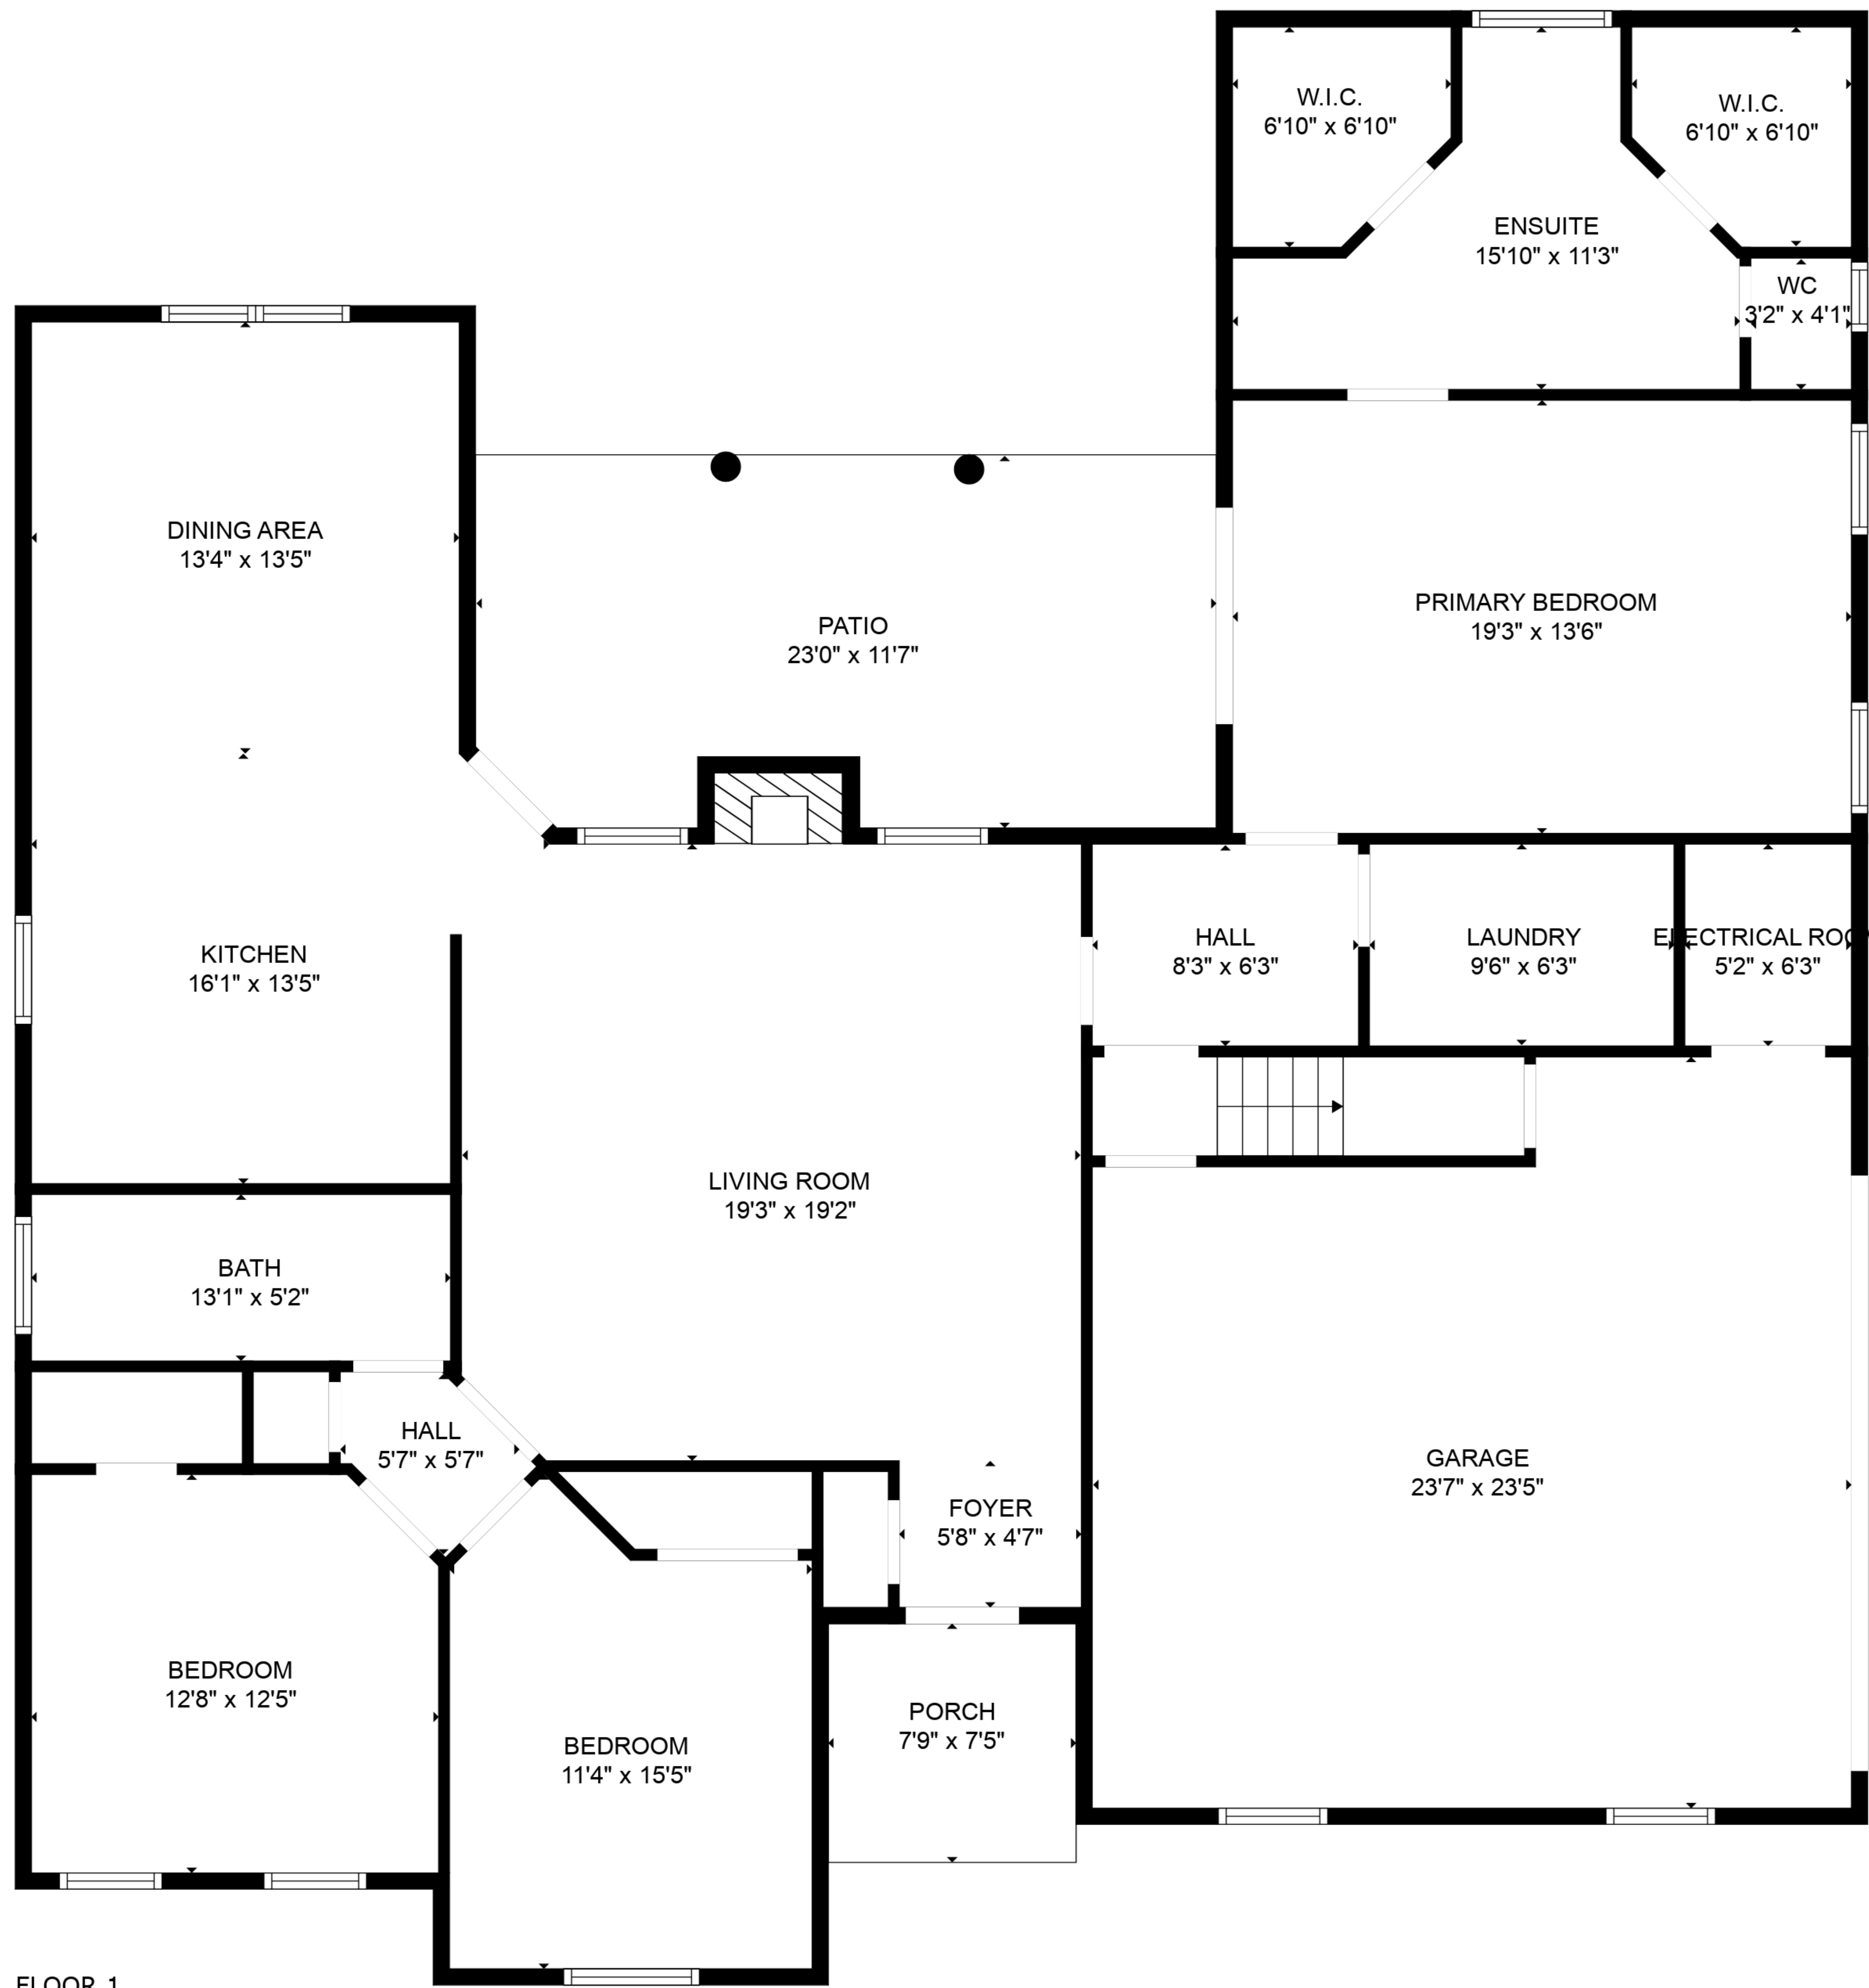 W.I.C.
6'10" x 6'10"
W.I.C.
6'10" x 6'10"
ENSUITE
15'10" x 11'3"
WC
3'2" x 4'1"
DINING AREA
13'4" x 13'5"
PATIO
23'0" x 11'7"
PRIMARY BEDROOM
19'3" x 13'6"
KITCHEN
16'1" x 13'5"
HALL
8'3" x 6'3"
LAUNDRY
9'6" x 6'3"
ELECTRICAL ROO
5'2" x 6'3"
LIVING ROOM
19'3" x 19'2"
BATH
13'1" x 5'2"
HALL
5'7" x 5'7"
GARAGE
23'7" x 23'5"
FOYER
5'8" x 4'7"
BEDROOM
12'8" x 12'5"
PORCH
7'9" x 7'5"
BEDROOM
11'4" x 15'5"
FLOOR 1